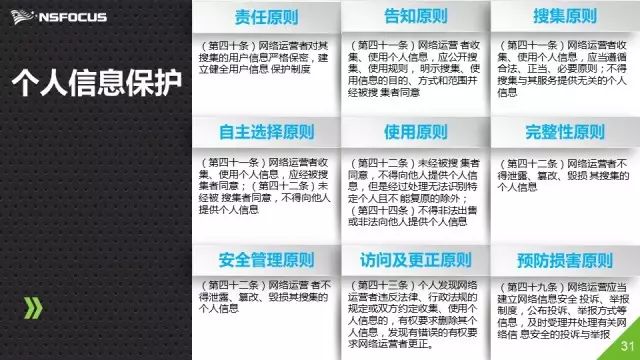 NSFOCUS
个人信息保护
责任原则
(第四十条)网络运营者对其
搜集的用户信息严格保密，建
立健全用户信息 保护制度
告知原则
(第四十一条)网络运营 者收
集、使用个人信息，应公开搜
集、使用规则， 明示搜集、使
用信息的目的、方式和范围并
经被搜 集者同意
搜集原则
(第四十一条)网络运营者收
集、使用个人信息，应当遵循
合法、正当、必要原则；不得
搜集与其服务提供无关的个人
信息
自主选择原则
(第四十一条)网络运营者收
集、使用个人信息，应经被搜
集者同意；(第四十二条) 未
经被 搜集者同意，不得向他人
提供个人信息
使用原则
(第四十二条)未经被搜 集者
同意，不得向他人提供个人信
息，但是经过处理无法识别特
定个人且不 能复原的除外；
(第四十四条) 不得非法出售
或非法向他人提供个人信息
完整性原则
(第四十二条)网络运营者不
得泄露、篡改、毁损 其搜集的
个人信息
安全管理原则
(第四十二条)网络运营 者不
得泄露、篡改、毁损其搜集的
个人信息
访问及更正原则
(第四十三条)个人发现网络
运营者违反法律、行政法规的
规定或双方约定收集、使用个
人信息的，有权要求删除其个
人信息，发现有错误的有权要
求网络运营者更正。
预防损害原则
(第四十九条)网络运营应当
建立网络信息安全 投诉、举报
制度，公布投诉、举报方式等
信息，及时受理并处理有关网
络信 息安全的投诉与举报
31